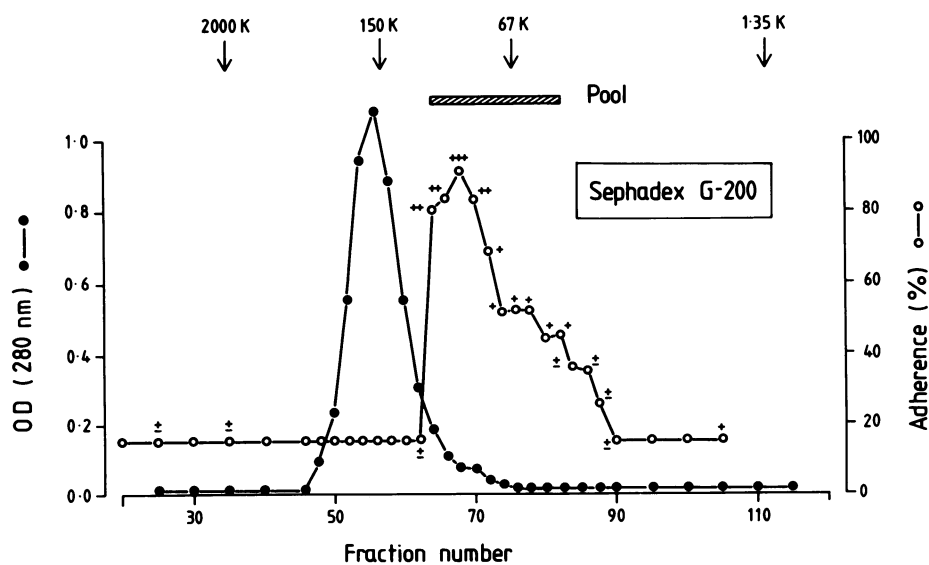 2000 K 150 K 67 K 1·35 K
Pool
Sephadex G-200
OD (280 nm)
1·0
0·8
0·6
0·4
0·2
0·0
100
80
60
40
20
0
Adherence (%)
± ± ± ++ ++ +++ ++ + + + + + + ± ± ± ± +
30 50 70 90 110
Fraction number